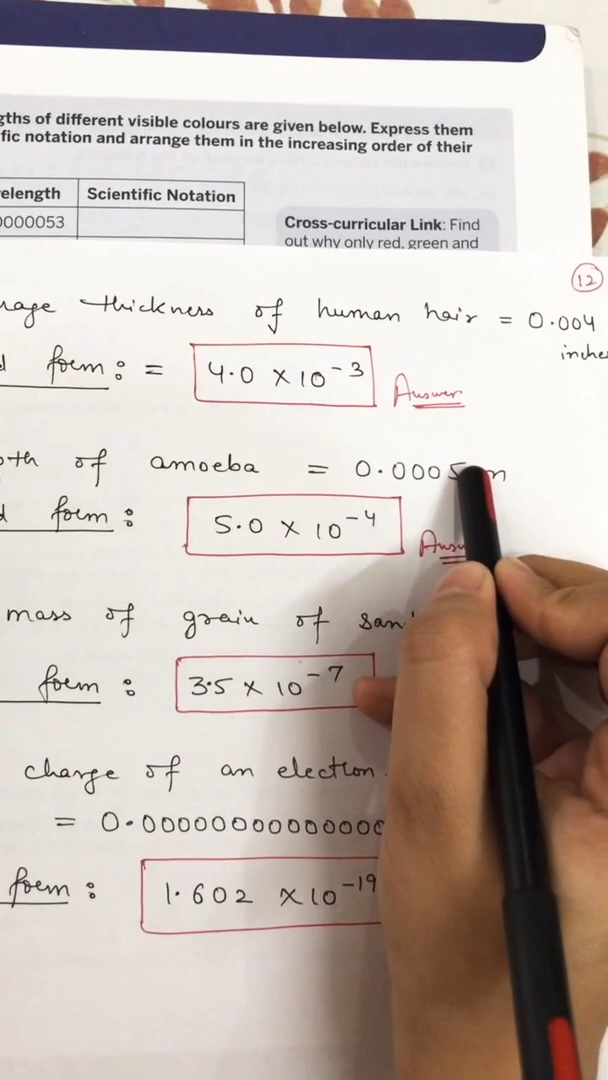 gths of different visible colours are given below. Express them
fic notation and arrange them in the increasing order of their
elength Scientific Notation
0000053
Cross-curricular Link: Find
out why only red, green and
12
rage thickness of human hair = 0.004
inches
d form : = 4.0 × 10⁻³ Answer
of amoeba = 0.0005 m
d form : 5.0 × 10⁻⁴ Answ
mass of grain of san
form : 3.5 × 10⁻⁷
charge of an electron
= 0.000000000000000
form : 1.602 × 10⁻¹⁹